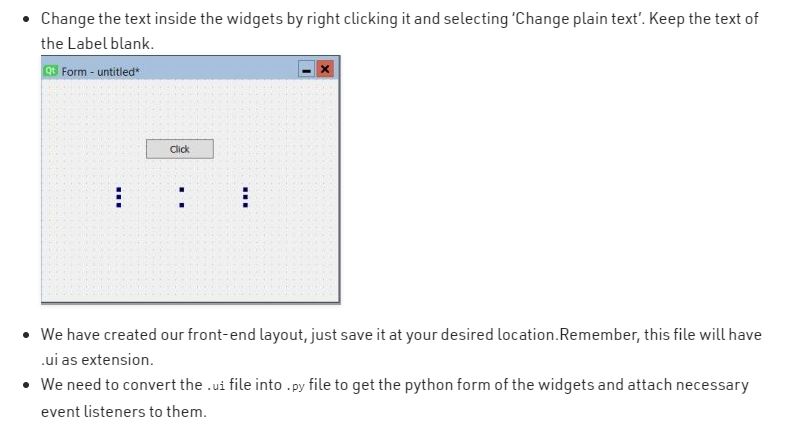 Change the text inside the widgets by right clicking it and selecting 'Change plain text'. Keep the text of
the Label blank.
Qt Form - untitled*
Click
We have created our front-end layout, just save it at your desired location.Remember, this file will have
.ui as extension.
We need to convert the .ui file into .py file to get the python form of the widgets and attach necessary
event listeners to them.